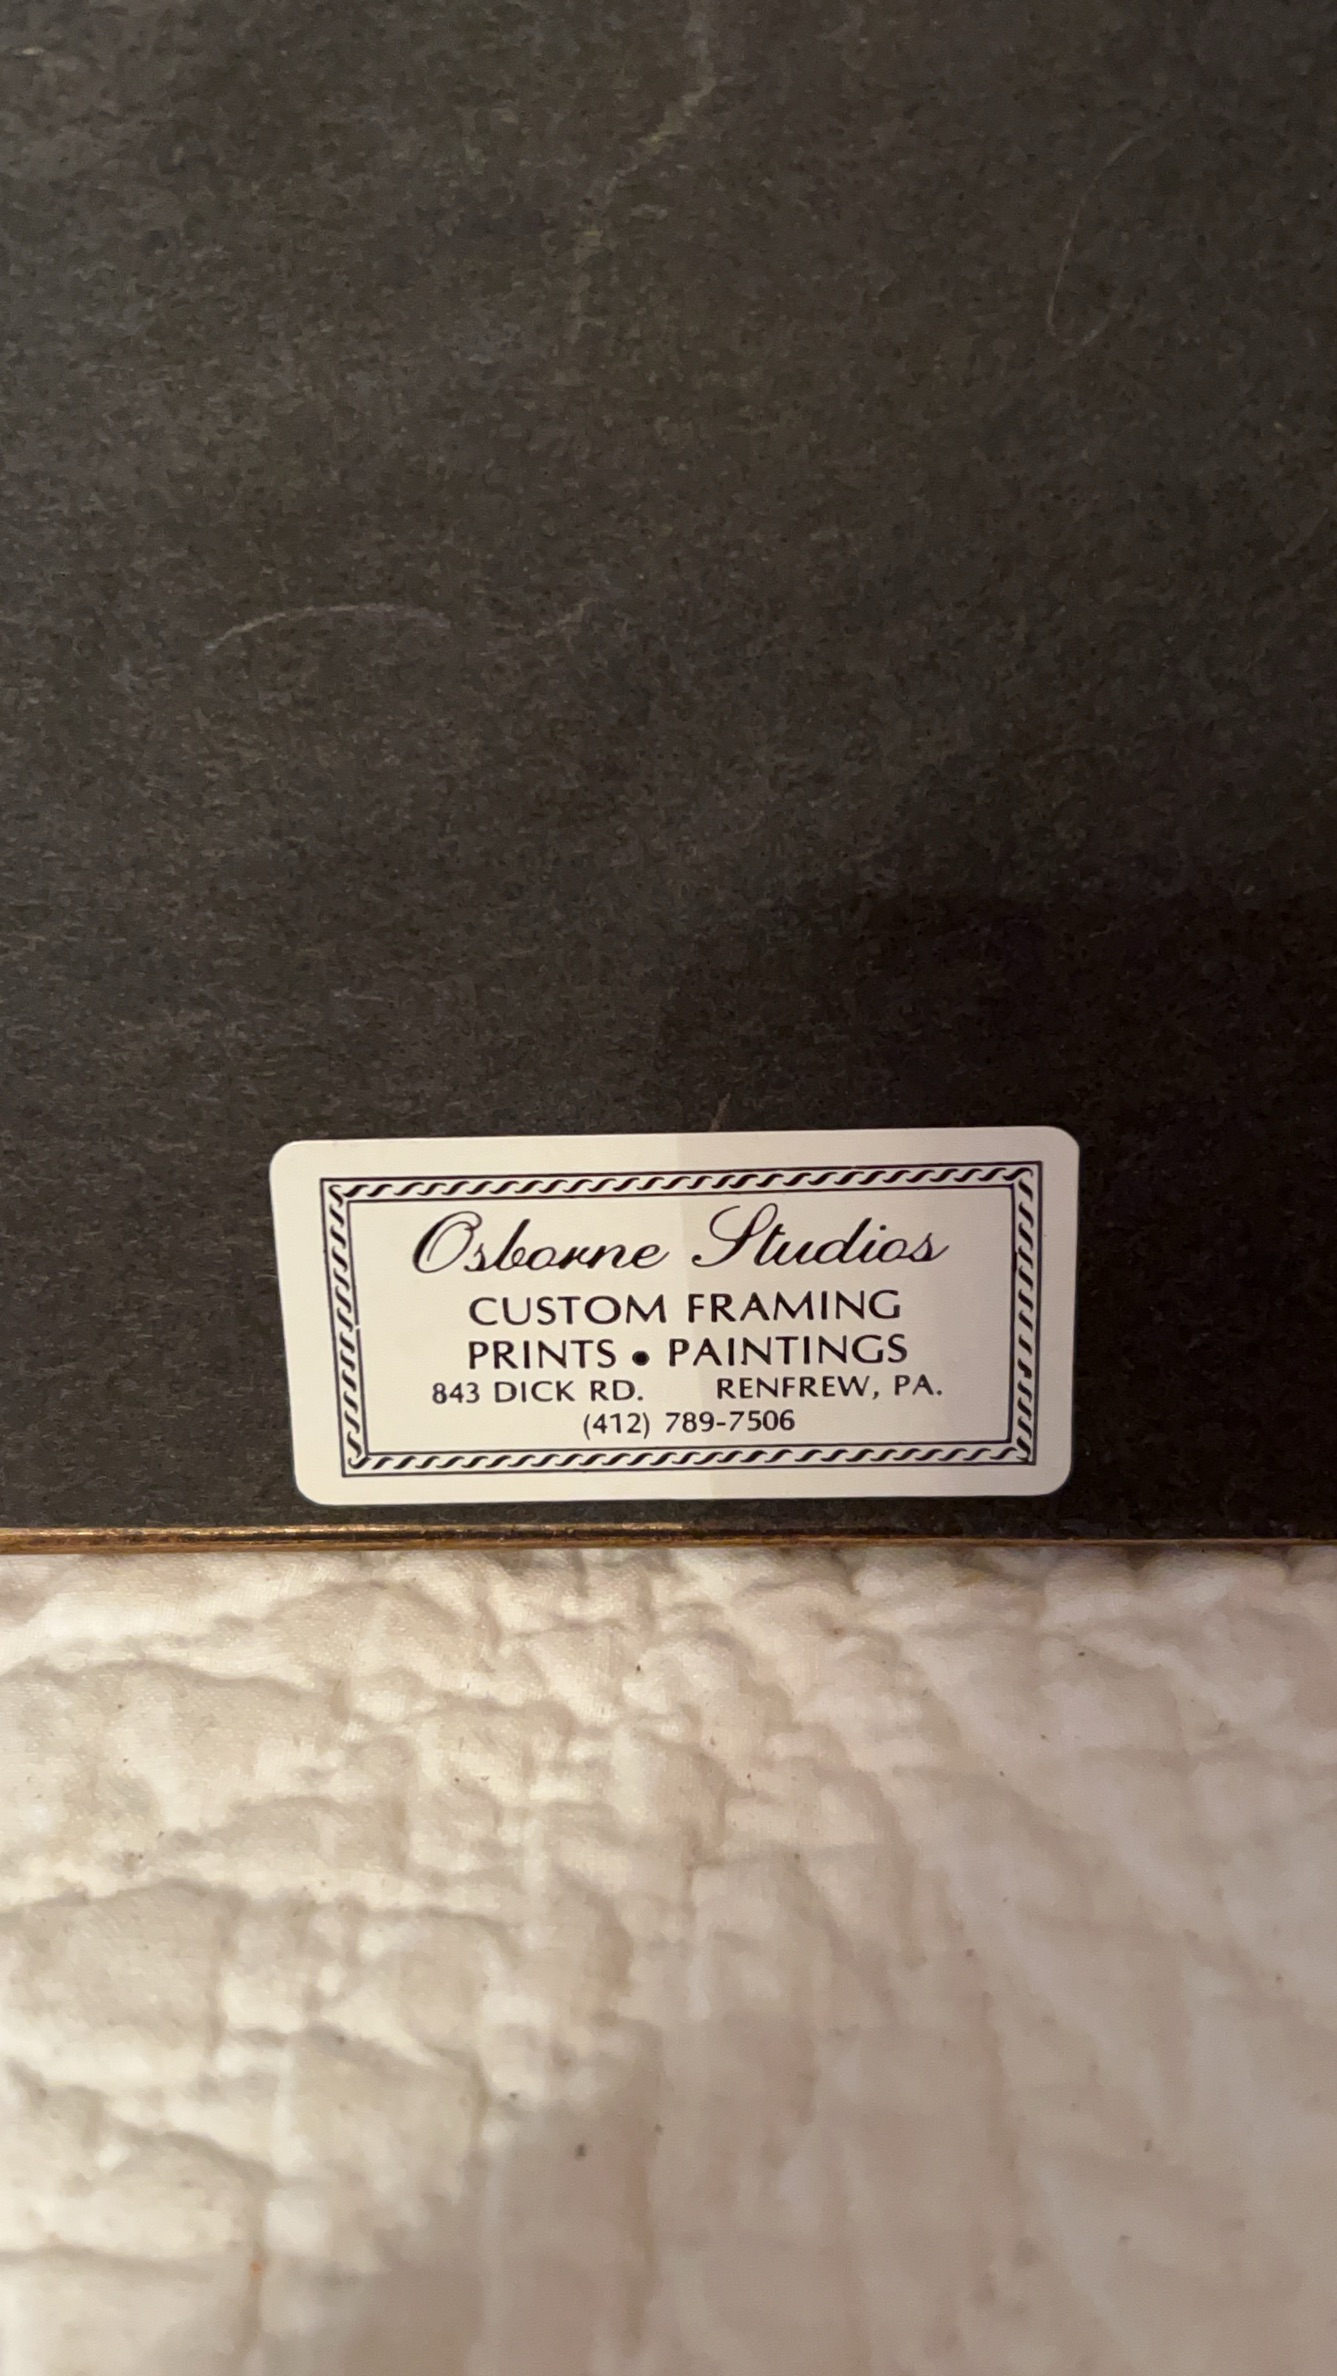 Osborne Studios
CUSTOM FRAMING
PRINTS • PAINTINGS
843 DICK RD. RENFREW, PA.
(412) 789-7506